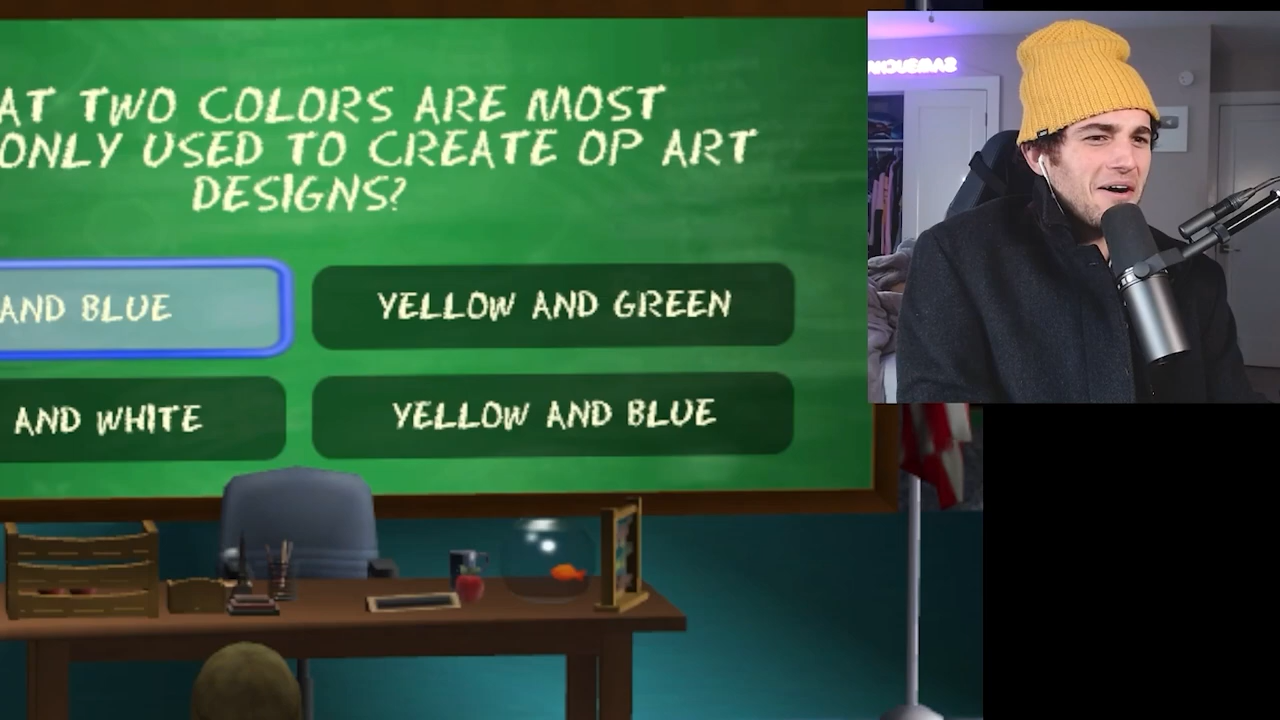 AT TWO COLORS ARE MOST
ONLY USED TO CREATE OP ART
DESIGNS?
AND BLUE
YELLOW AND GREEN
AND WHITE
YELLOW AND BLUE